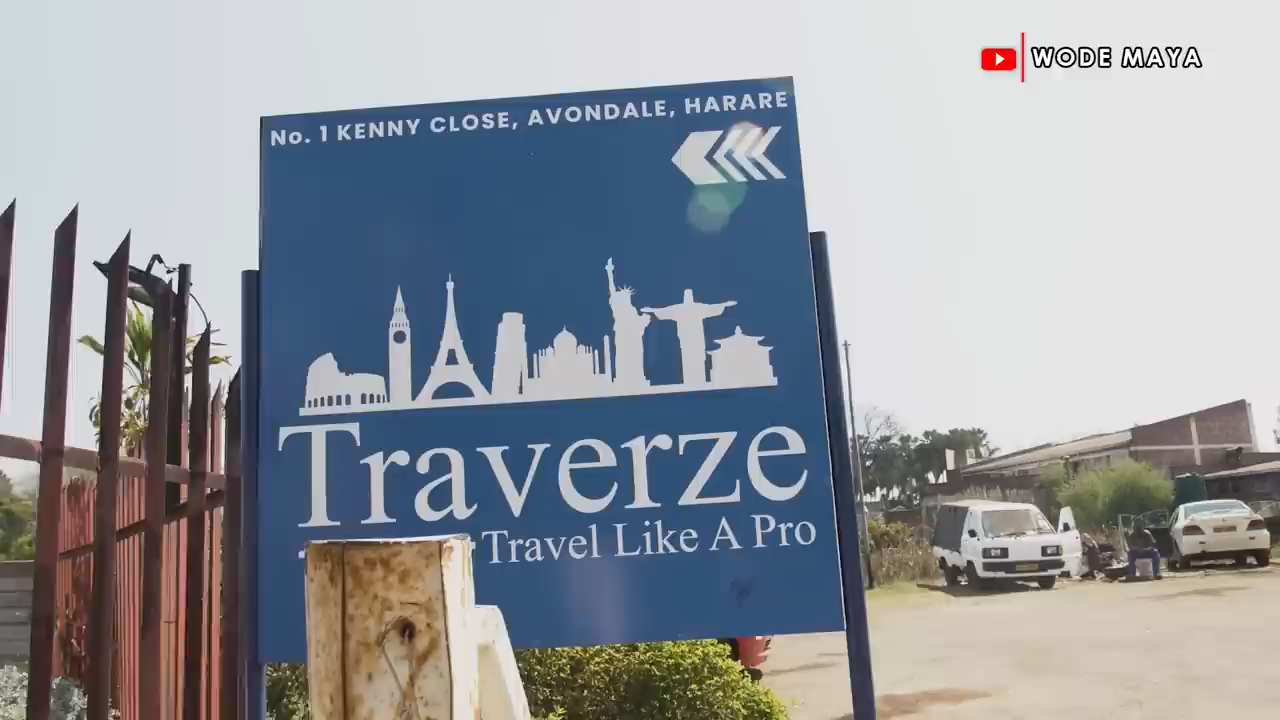 WODE MAYA
No. 1 KENNY CLOSE, AVONDALE, HARARE
Traverze
Travel Like A Pro